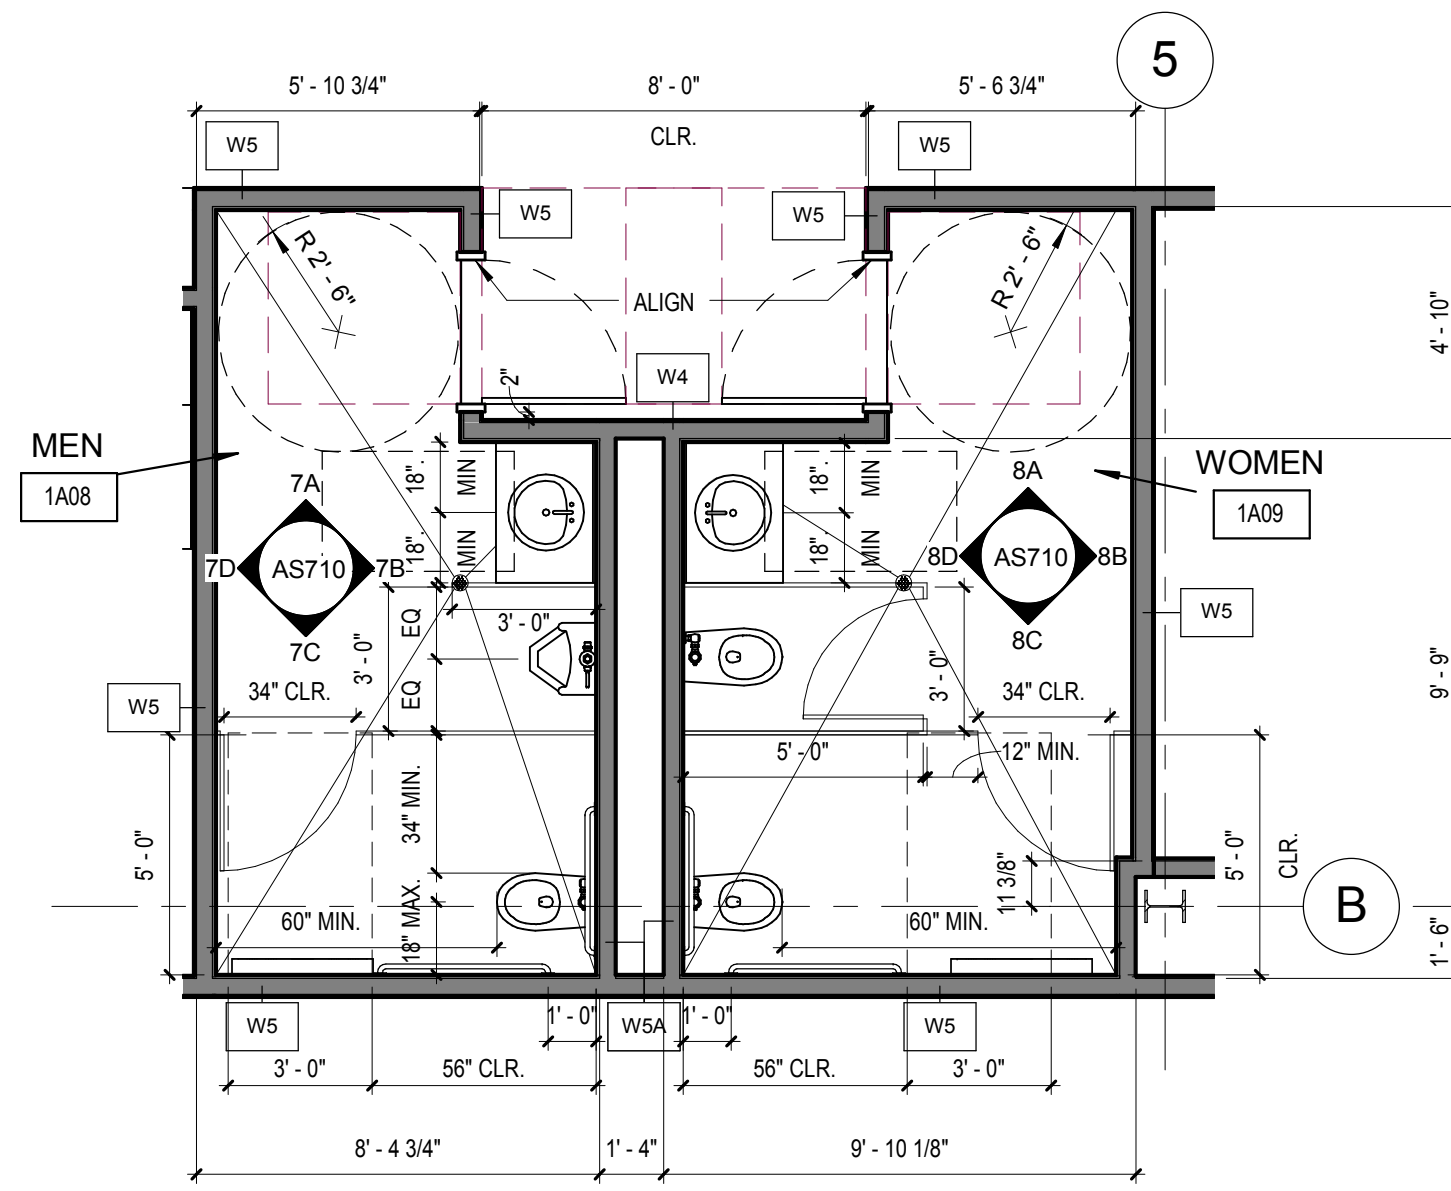 5
5' - 10 3/4"
8' - 0"
5' - 6 3/4"
CLR.
W5
W5
W5
W5
R 2' - 6"
R 2' - 6"
ALIGN
4' - 10"
2"
W4
MEN
1A08
WOMEN
1A09
18".
MIN
18".
MIN
18".
MIN
18".
MIN
7A
7D
AS710
7B
7C
8A
8D
AS710
8B
8C
W5
3' - 0"
EQ
EQ
3' - 0"
3' - 0"
34" CLR.
34" CLR.
W5
9' - 9"
5' - 0"
12" MIN.
34" MIN.
5' - 0"
5' - 0"
CLR.
11 3/8"
B
18" MAX.
60" MIN.
60" MIN.
1' - 6"
W5
1' - 0"
W5A
1' - 0"
W5
3' - 0"
56" CLR.
56" CLR.
3' - 0"
8' - 4 3/4"
1' - 4"
9' - 10 1/8"